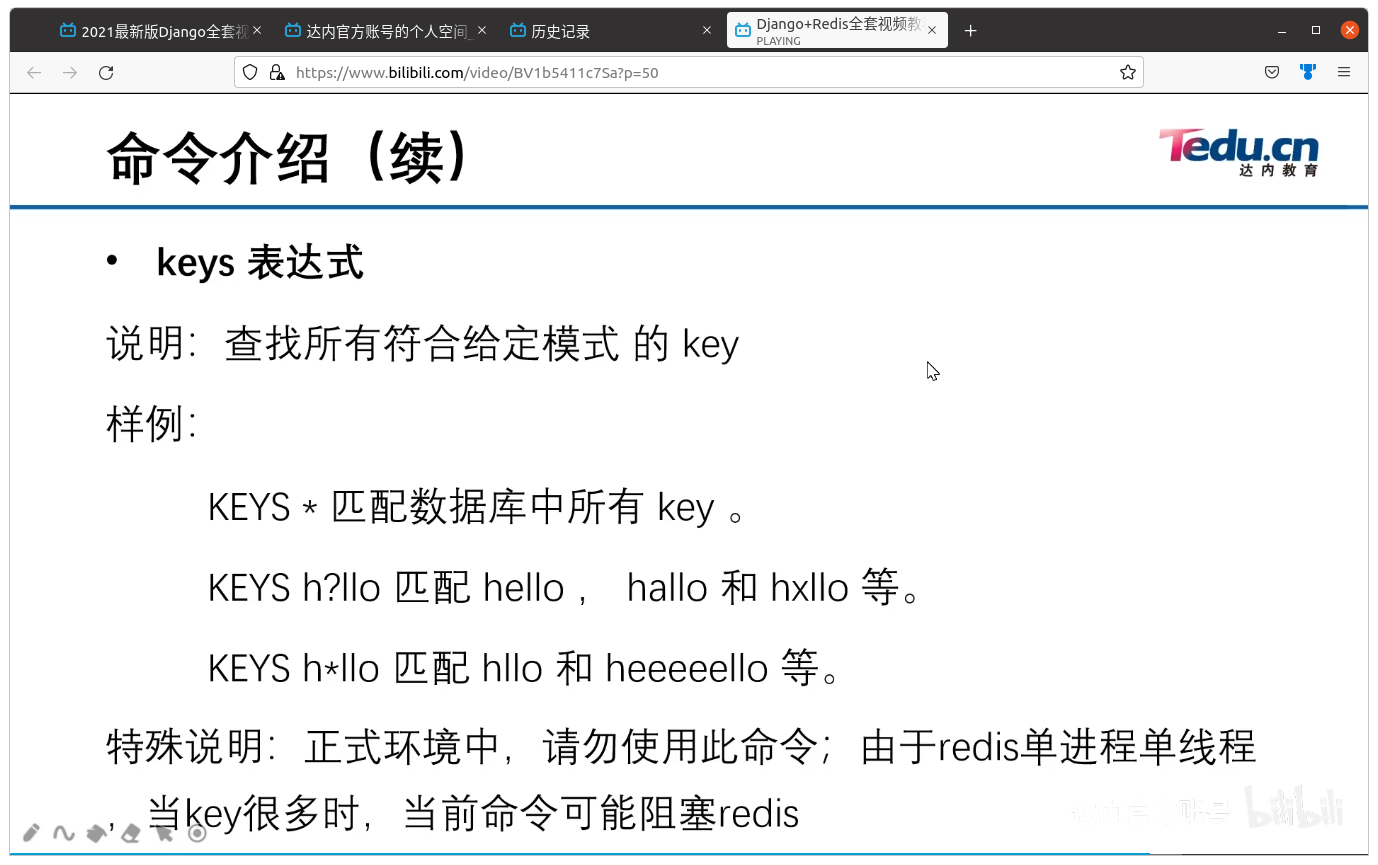 2021最新版Django全套视
达内官方账号的个人空间_
历史记录
Django+Redis全套视频教
PLAYING
https://www.bilibili.com/video/BV1b5411c7Sa?p=50
命令介绍（续）
Tedu.cn
达内教育
• keys 表达式
说明：查找所有符合给定模式 的 key
样例：
KEYS * 匹配数据库中所有 key 。
KEYS h?llo 匹配 hello ， hallo 和 hxllo 等。
KEYS h*llo 匹配 hllo 和 heeeeello 等。
特殊说明：正式环境中，请勿使用此命令；由于redis单进程单线程
，当key很多时，当前命令可能阻塞redis
bilibili